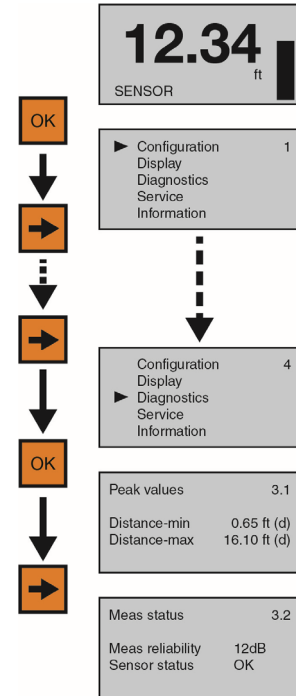 12.34
ft
SENSOR
OK
Configuration 1
Display
Diagnostics
Service
Information
Configuration 4
Display
Diagnostics
Service
Information
OK
Peak values 3.1
Distance-min 0.65 ft (d)
Distance-max 16.10 ft (d)
Meas status 3.2
Meas reliability 12dB
Sensor status OK